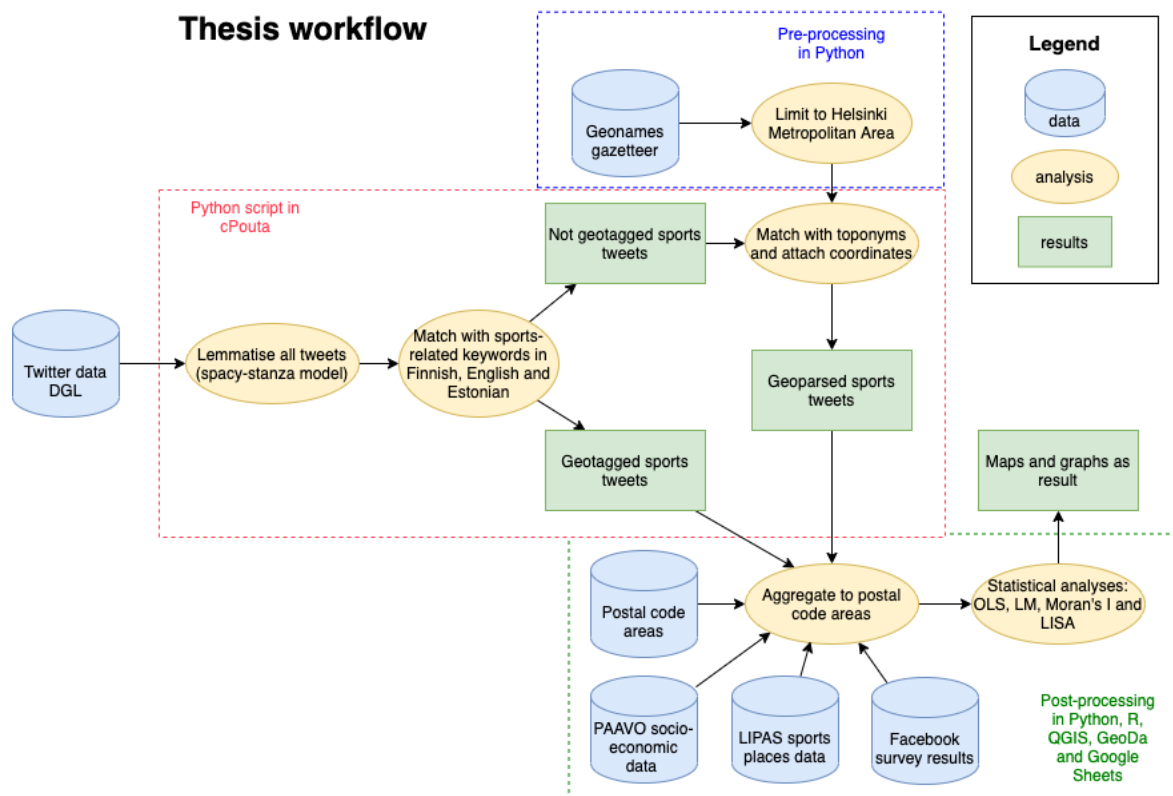 Thesis workflow
Pre-processing
in Python
Geonames
gazetteer
Limit to Helsinki
Metropolitan Area
Legend
data
analysis
results
Python script in
cPouta
Not geotagged sports
tweets
Match with toponyms
and attach coordinates
Twitter data
DGL
Lemmatise all tweets
(spacy-stanza model)
Match with sports-
related keywords in
Finnish, English and
Estonian
Geoparsed sports
tweets
Geotagged sports
tweets
Maps and graphs as
result
Postal code
areas
Aggregate to postal
code areas
Statistical analyses:
OLS, LM, Moran's I and
LISA
PAAVO socio-
economic
data
LIPAS sports
places data
Facebook
survey results
Post-processing
in Python, R,
QGIS, GeoDa
and Google
Sheets